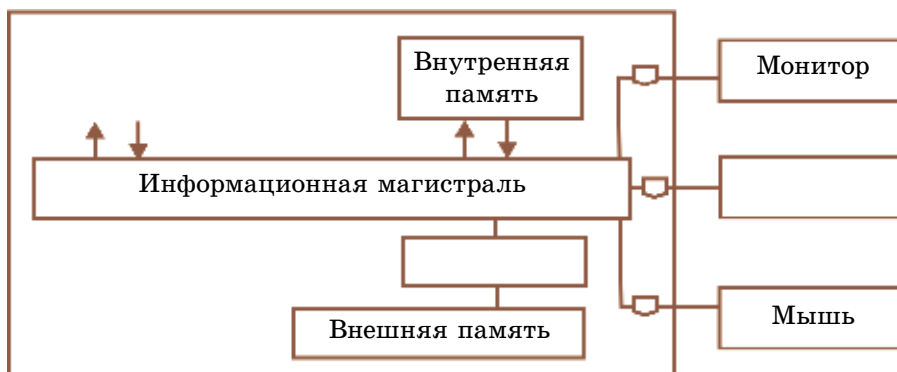 Внутренняя
память
Монитор
Информационная магистраль
Внешняя память
Мышь